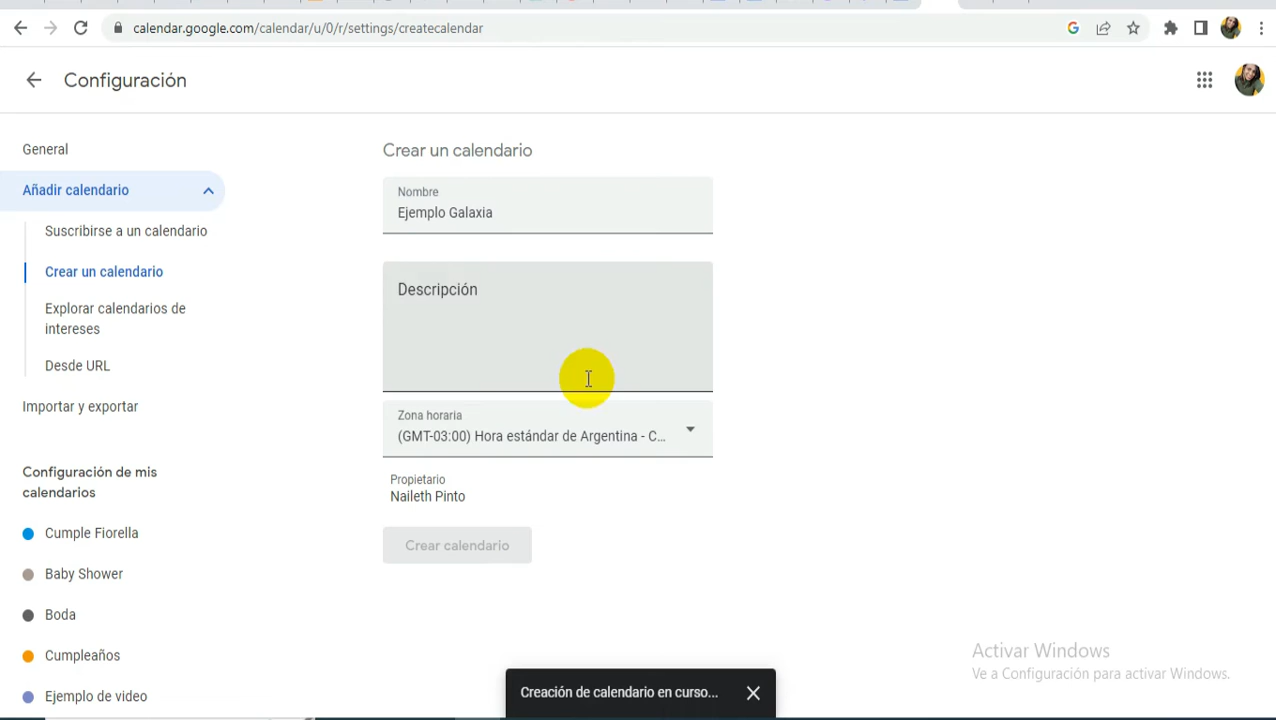 calendar.google.com/calendar/u/0/r/settings/createcalendar
Configuración
General
Añadir calendario
Suscribirse a un calendario
Crear un calendario
Explorar calendarios de
intereses
Desde URL
Importar y exportar
Configuración de mis
calendarios
Cumple Fiorella
Baby Shower
Boda
Cumpleaños
Ejemplo de video
Crear un calendario
Nombre
Ejemplo Galaxia
Descripción
Zona horaria
(GMT-03:00) Hora estándar de Argentina - C...
Propietario
Naileth Pinto
Crear calendario
Activar Windows
Ve a Configuración para activar Windows.
Creación de calendario en curso...